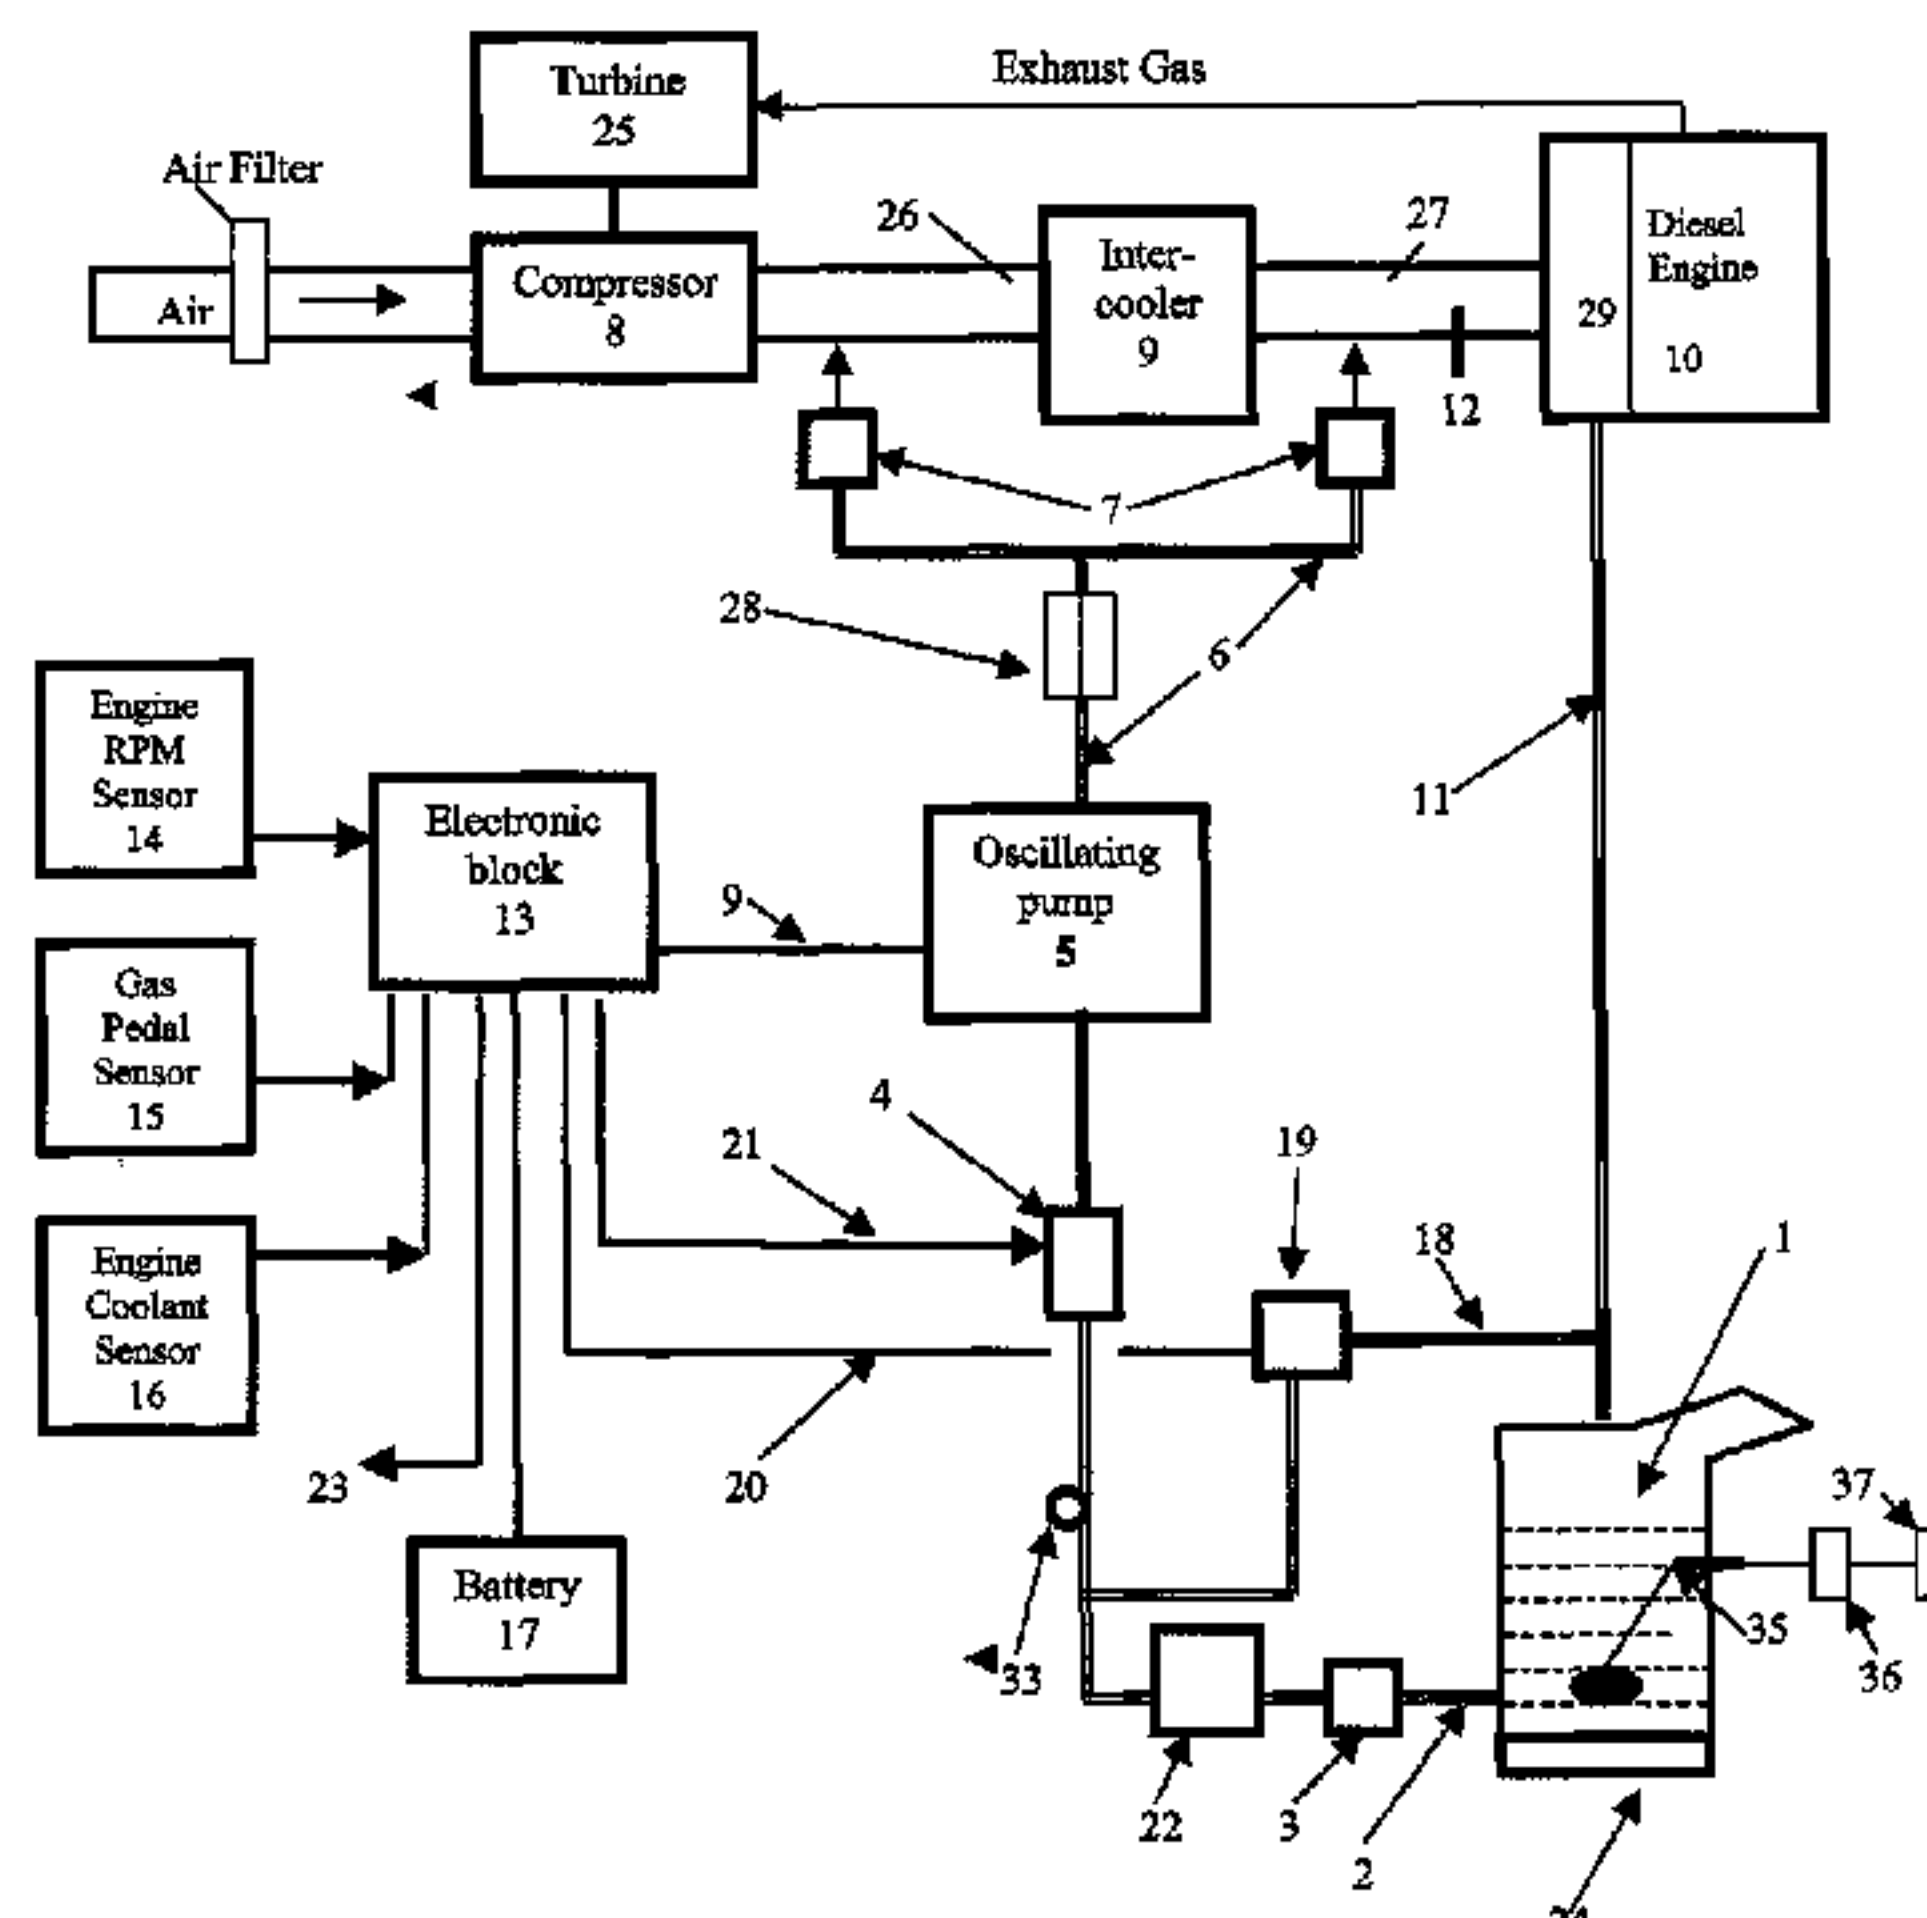 Exhaust Gas
Turbine
25
Air Filter
Air
Compressor
8
26
Inter-
cooler
9
27
12
29
Diesel
Engine
10
7
28
6
11
Engine
RPM
Sensor
14
Electronic
block
13
9
Oscillating
pump
5
Gas
Pedal
Sensor
15
4
21
19
18
1
Engine
Coolant
Sensor
16
23
20
Battery
17
33
37
35
36
22
3
2